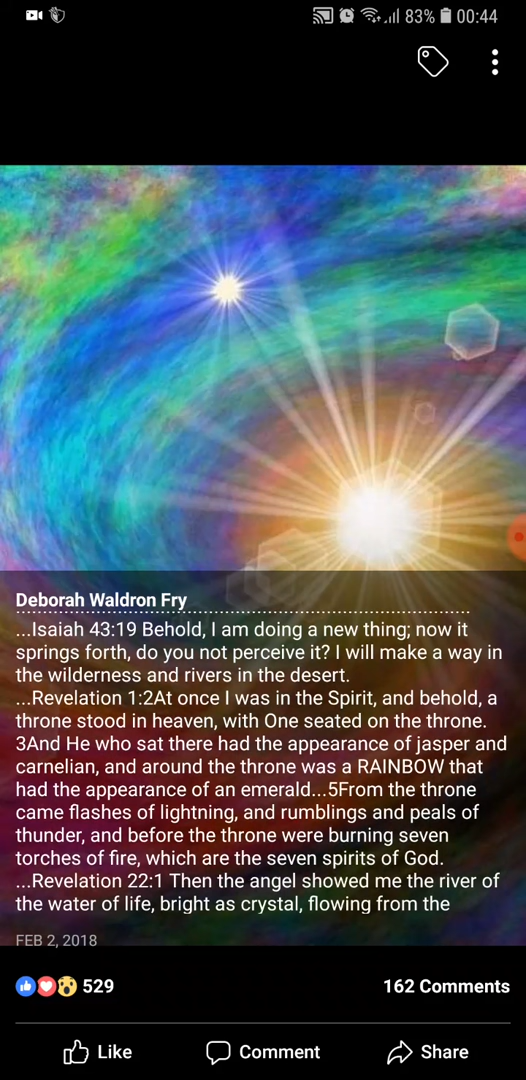 83% 00:44
Deborah Waldron Fry
...Isaiah 43:19 Behold, I am doing a new thing; now it
springs forth, do you not perceive it? I will make a way in
the wilderness and rivers in the desert.
...Revelation 1:2At once I was in the Spirit, and behold, a
throne stood in heaven, with One seated on the throne.
3And He who sat there had the appearance of jasper and
carnelian, and around the throne was a RAINBOW that
had the appearance of an emerald...5From the throne
came flashes of lightning, and rumblings and peals of
thunder, and before the throne were burning seven
torches of fire, which are the seven spirits of God.
...Revelation 22:1 Then the angel showed me the river of
the water of life, bright as crystal, flowing from the
FEB 2, 2018
529 162 Comments
Like Comment Share